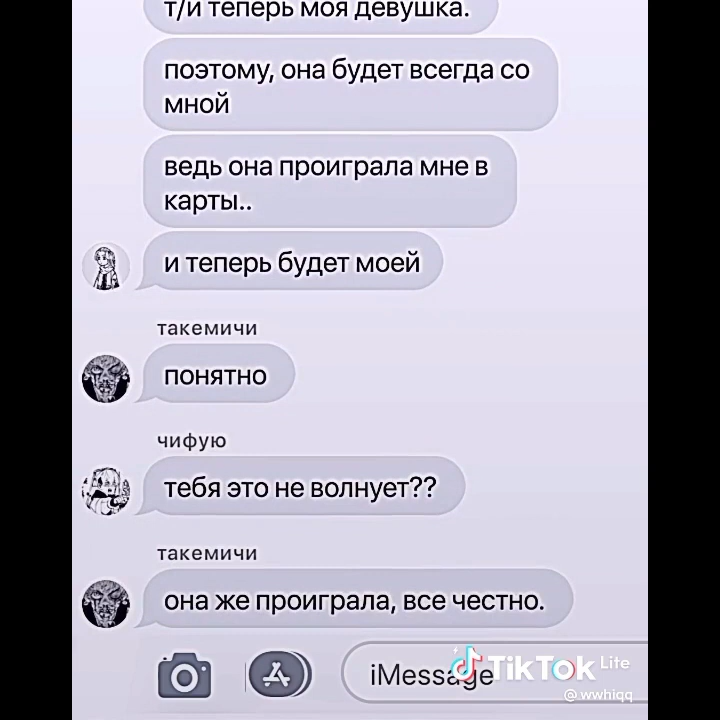 т/и теперь моя девушка.
поэтому, она будет всегда со
мной
ведь она проиграла мне в
карты..
и теперь будет моей
такемичи
понятно
чифую
тебя это не волнует??
такемичи
она же проиграла, все честно.
iMessage
TikTok Lite
@wwhiqq